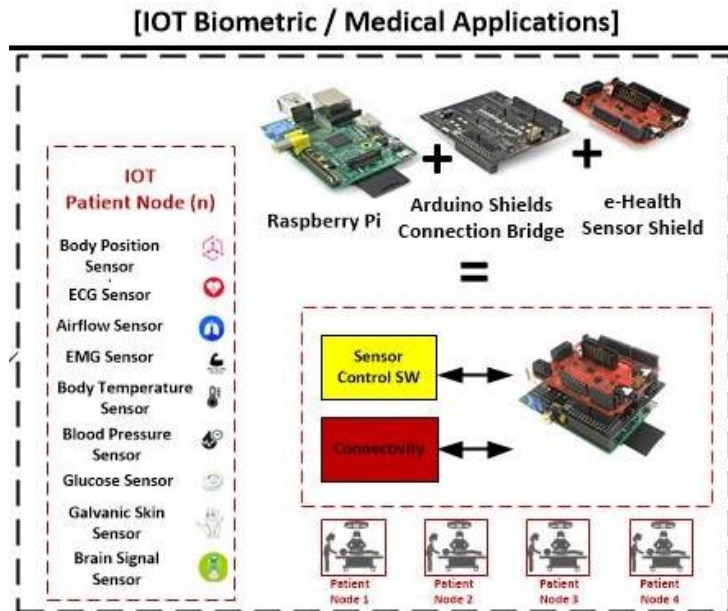 [IOT Biometric / Medical Applications]
IOT
Patient Node (n)
Body Position
Sensor
ECG Sensor
Airflow Sensor
EMG Sensor
Body Temperature
Sensor
Blood Pressure
Sensor
Glucose Sensor
Galvanic Skin
Sensor
Brain Signal
Sensor
+
+
Raspberry Pi
Arduino Shields
Connection Bridge
e-Health
Sensor Shield
=
Sensor
Control SW
Connectivity
Patient
Node 1
Patient
Node 2
Patient
Node 3
Patient
Node 4